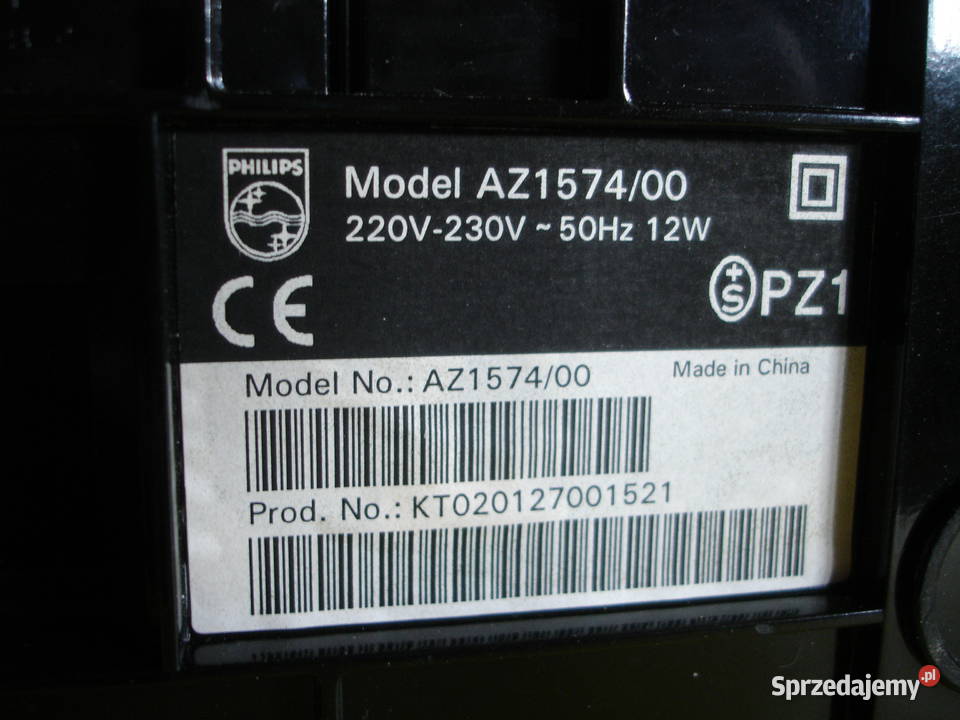 PHILIPS
Model AZ1574/00
220V-230V ~ 50Hz 12W
CE
+S PZ1
Model No.: AZ1574/00
Made in China
Prod. No.: KT020127001521
Sprzedajemy.pl